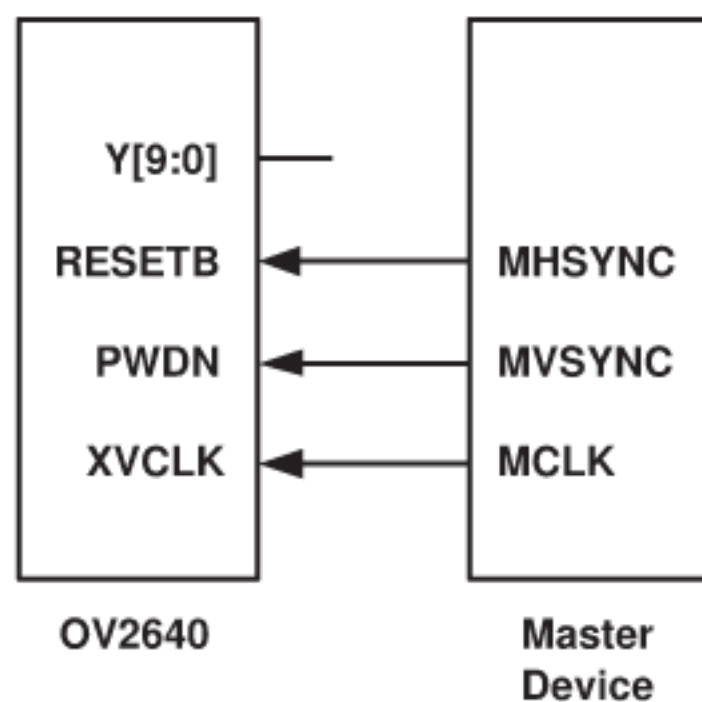 Y[9:0]
RESETB
MHSYNC
PWDN
MVSYNC
XVCLK
MCLK
OV2640
Master
Device